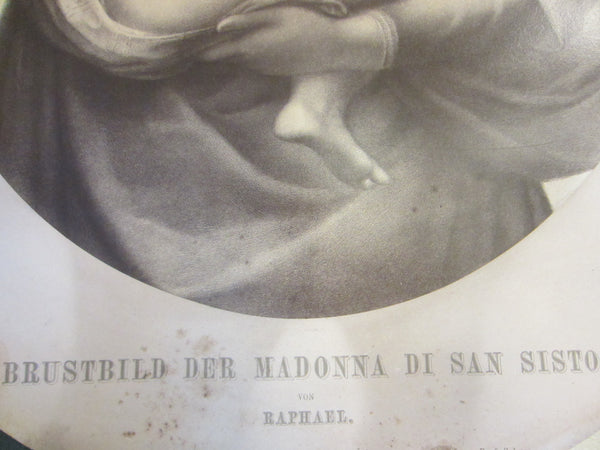 BRUSTBILD DER MADONNA DI SAN SISTO
VON
RAPHAEL.